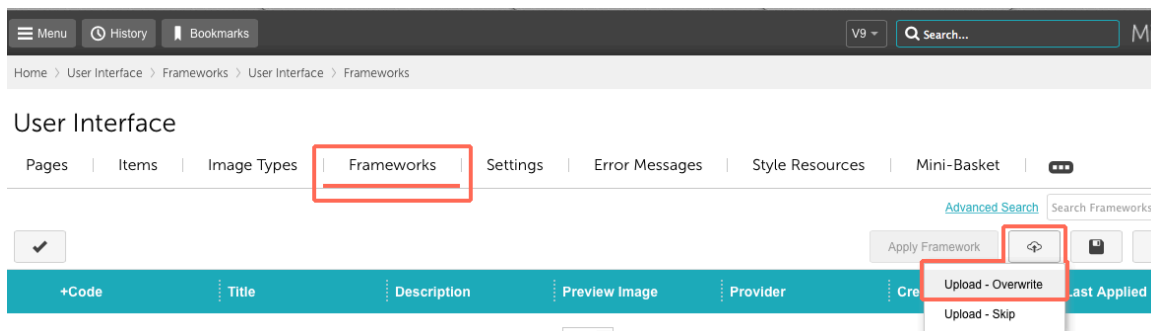 Menu History Bookmarks V9 Search...
Home > User Interface > Frameworks > User Interface > Frameworks
User Interface
Pages Items Image Types Frameworks Settings Error Messages Style Resources Mini-Basket
Advanced Search Search Frameworks
Apply Framework
+Code Title Description Preview Image Provider Cre Last Applied
Upload - Overwrite
Upload - Skip